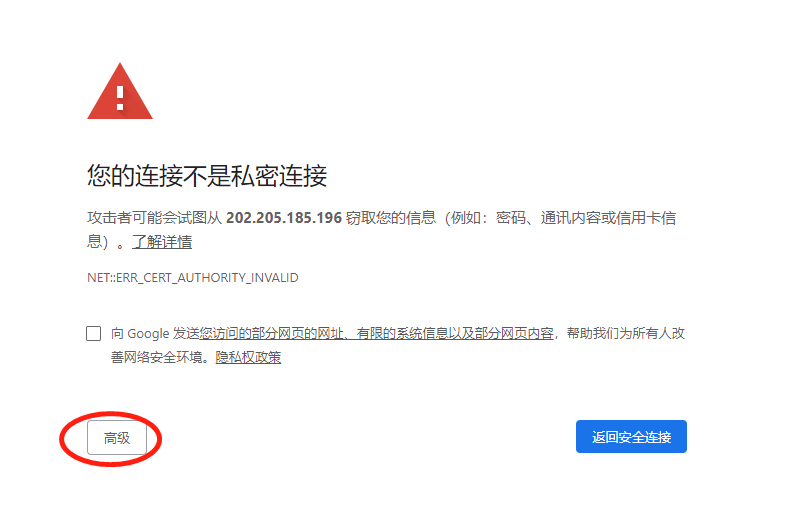 您的连接不是私密连接
攻击者可能会试图从 202.205.185.196 窃取您的信息（例如：密码、通讯内容或信用卡信
息）。了解详情
NET::ERR_CERT_AUTHORITY_INVALID
向 Google 发送您访问的部分网页的网址、有限的系统信息以及部分网页内容，帮助我们为所有人改
善网络安全环境。隐私权政策
高级
返回安全连接